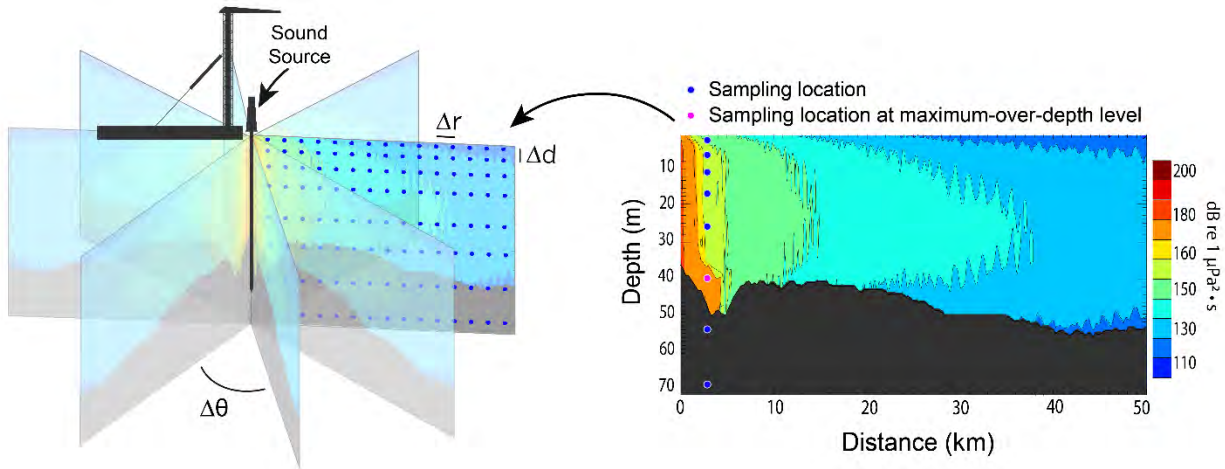 Sound
Source
Δr
Δd
Δθ
Sampling location
Sampling location at maximum-over-depth level
10
20
30
40
50
60
70
Depth (m)
0
10
20
30
40
50
Distance (km)
200
180
160
150
130
110
dB re 1 µPa²•s